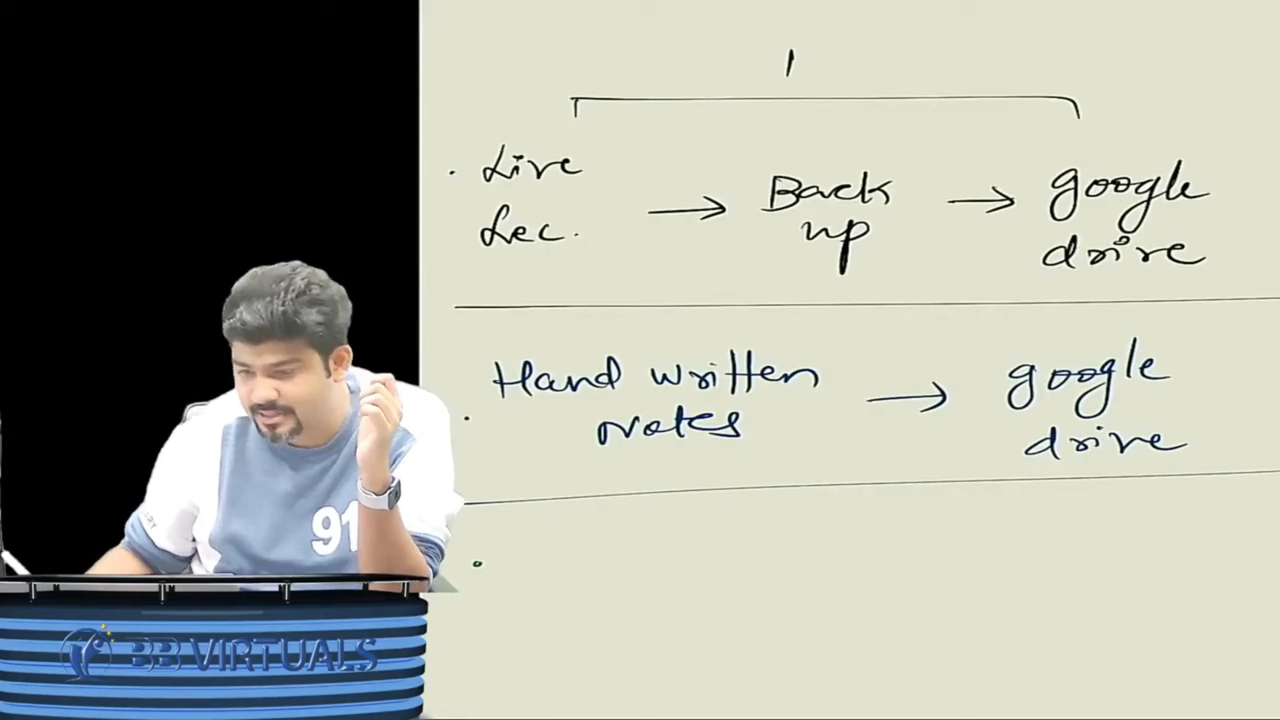 1
. Live
Lec.
→ Back
up
→ google
drive
. Hand written
notes
→ google
drive
.
91
BB VIRTUALS